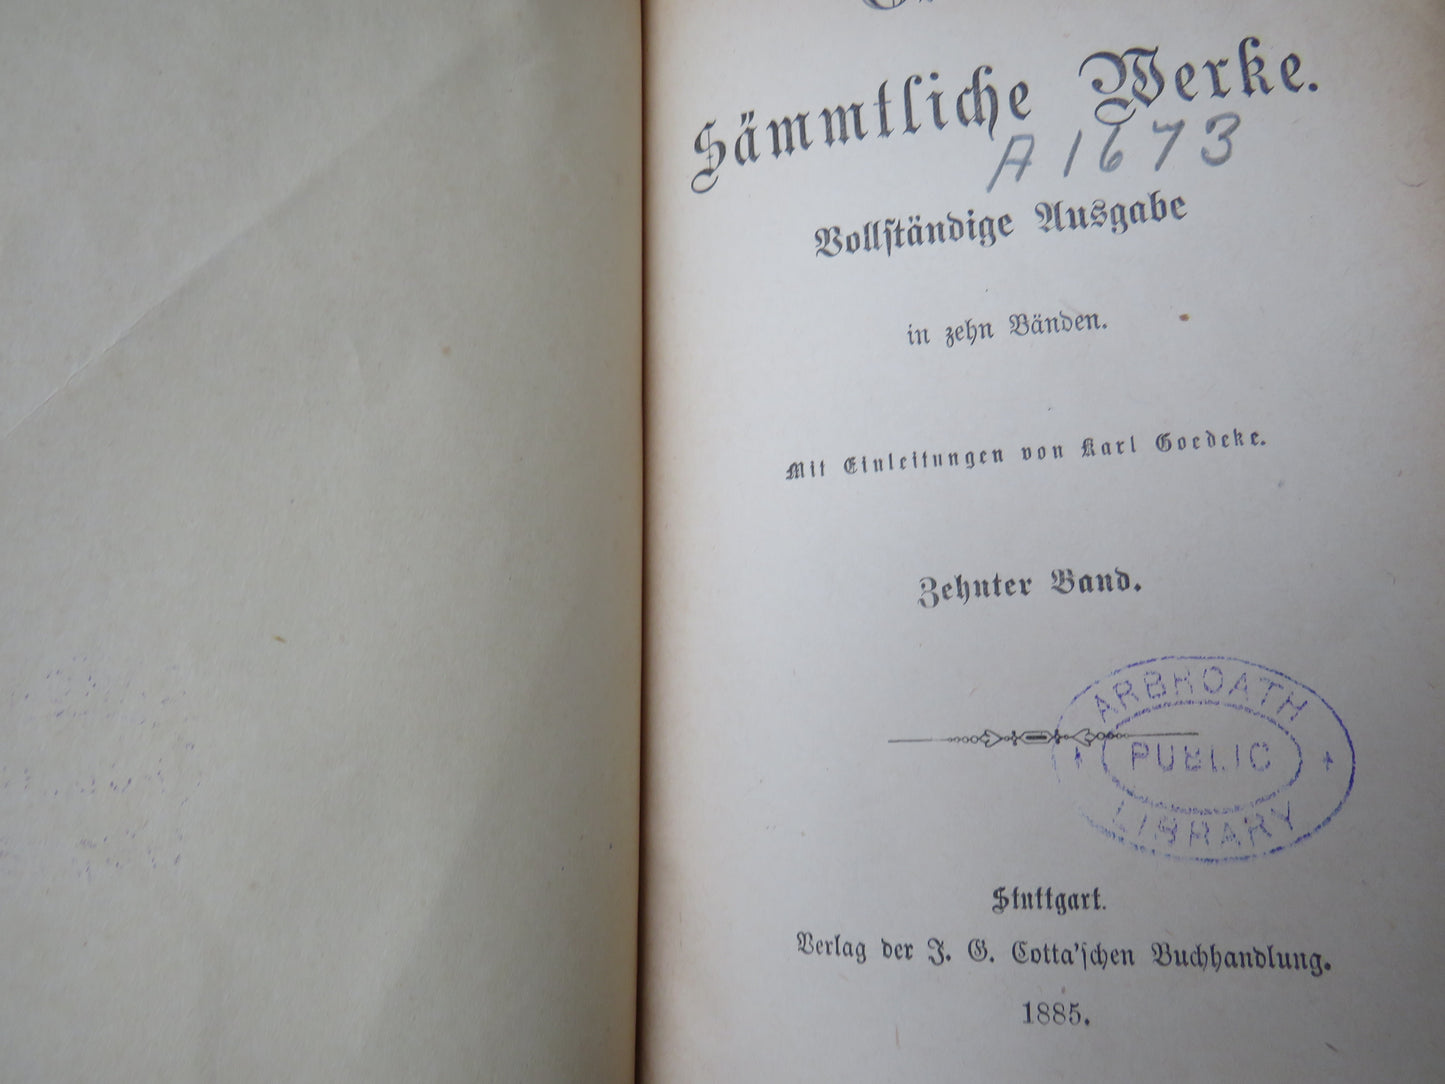 Sämmtliche Werke.
A1673
Vollständige Ausgabe
in zehn Bänden.
Mit Einleitungen von Karl Goedeke.
Zehnter Band.
ARBROATH
PUBLIC
LIBRARY
Stuttgart.
Verlag der J. G. Cotta'schen Buchhandlung.
1885.